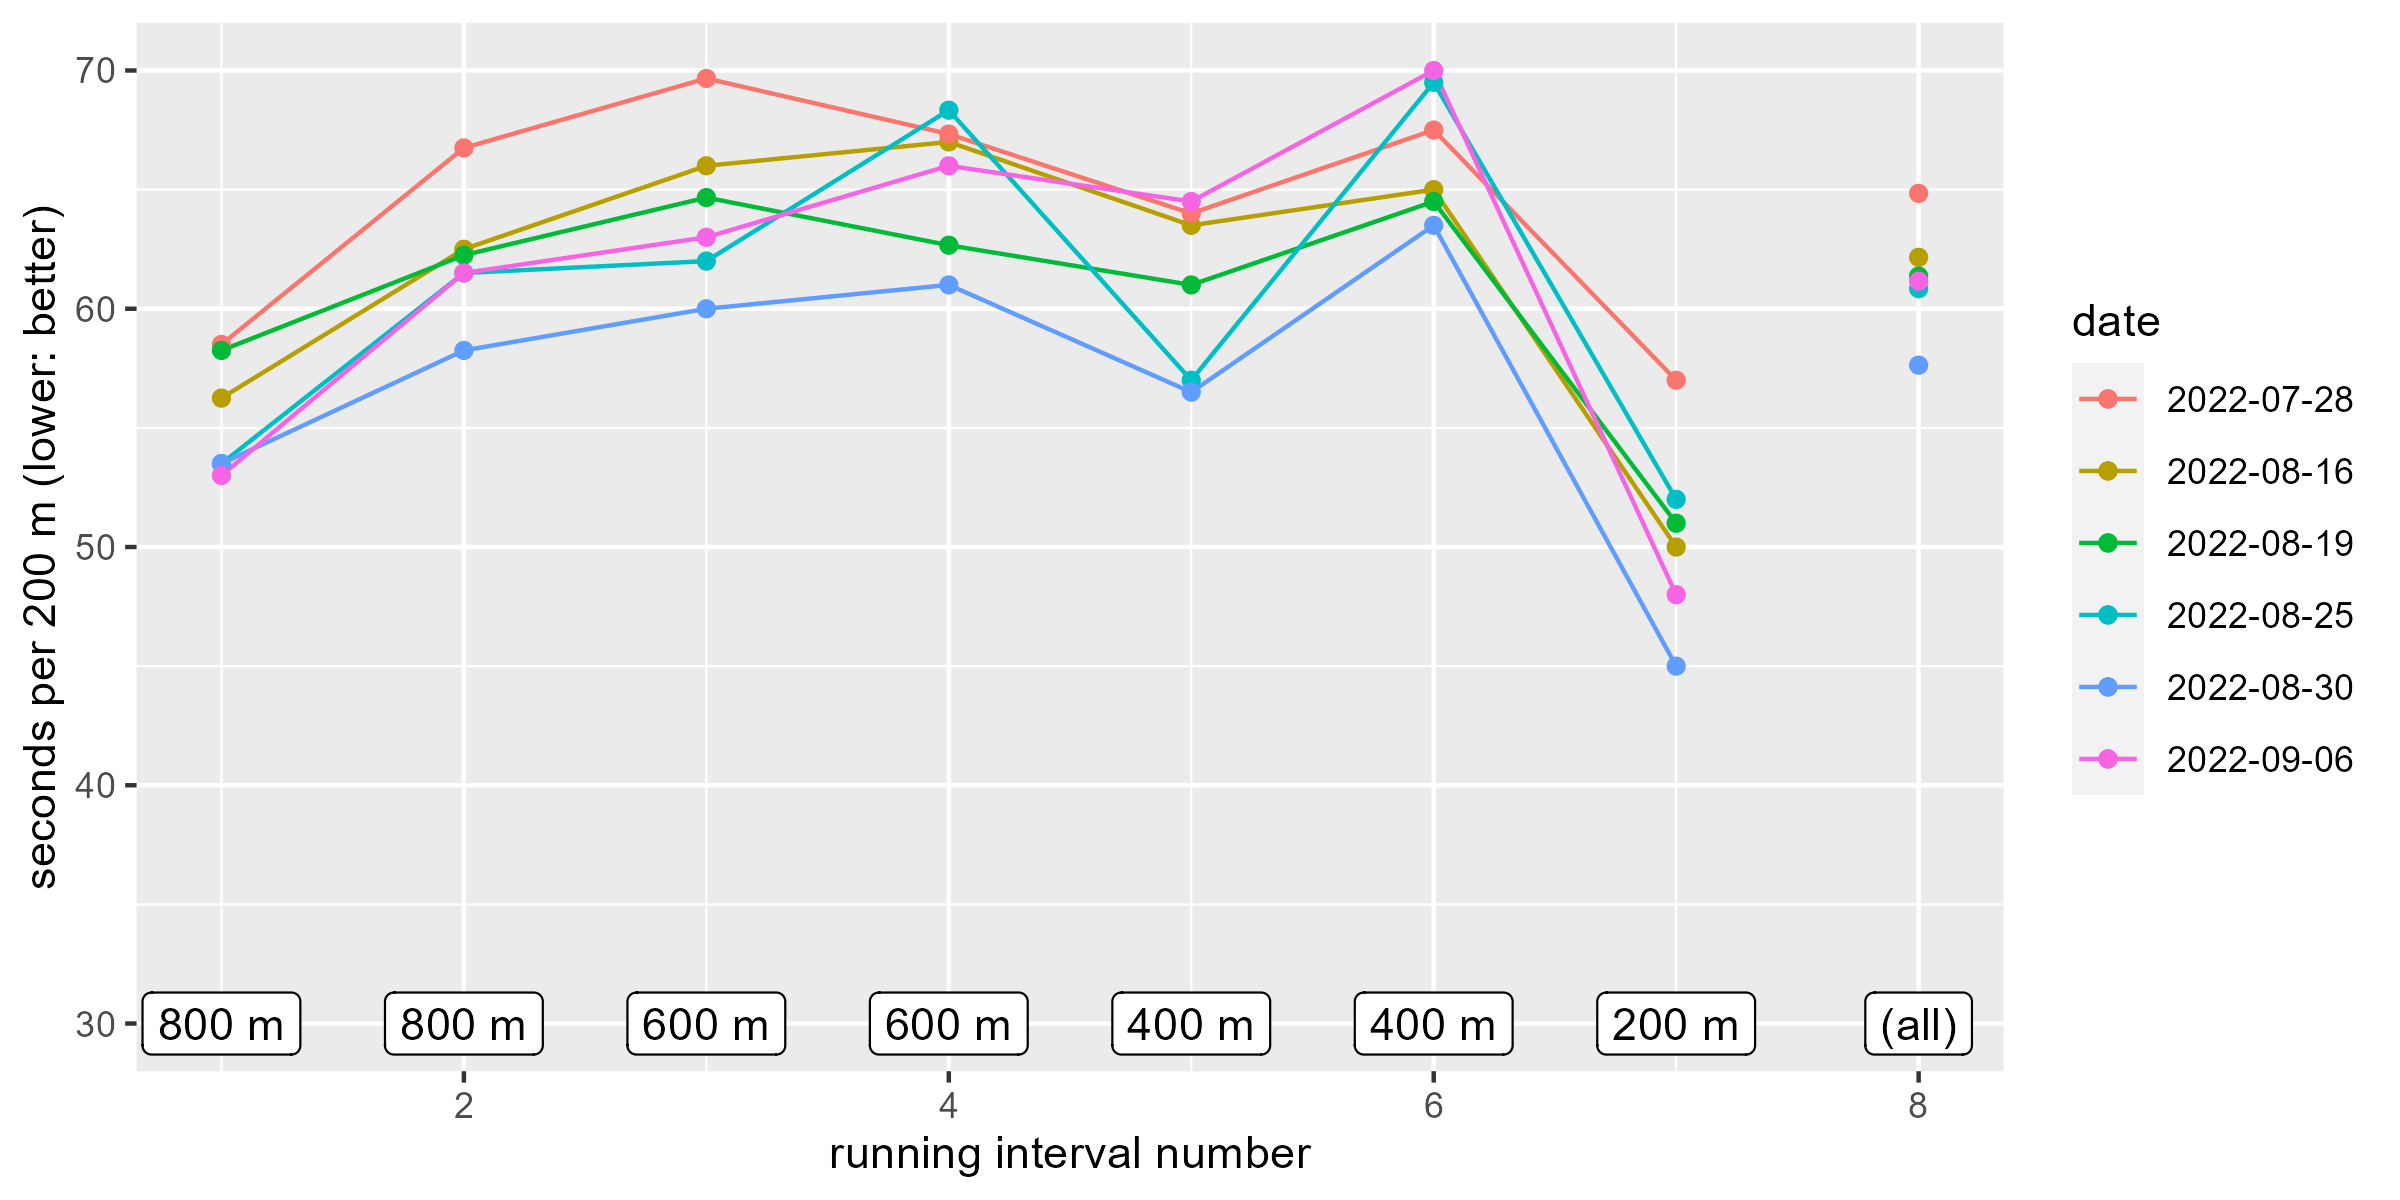 seconds per 200 m (lower: better)
70
60
50
40
30
800 m
800 m
600 m
600 m
400 m
400 m
200 m
(all)
2
4
6
8
running interval number
date
2022-07-28
2022-08-16
2022-08-19
2022-08-25
2022-08-30
2022-09-06